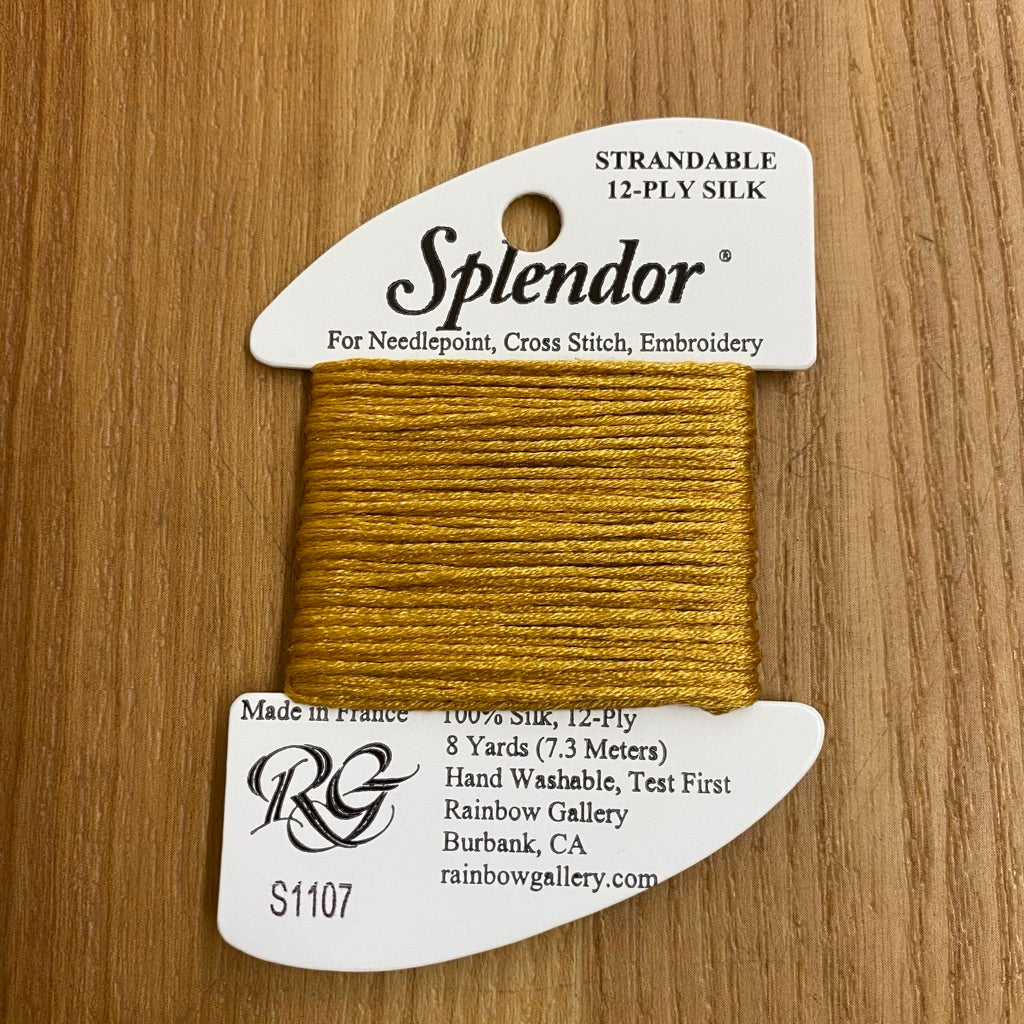 STRANDABLE
12-PLY SILK
Splendor ®
For Needlepoint, Cross Stitch, Embroidery
Made in France
100% Silk, 12-Ply
8 Yards (7.3 Meters)
Hand Washable, Test First
Rainbow Gallery
Burbank, CA
rainbowgallery.com
RG
S1107